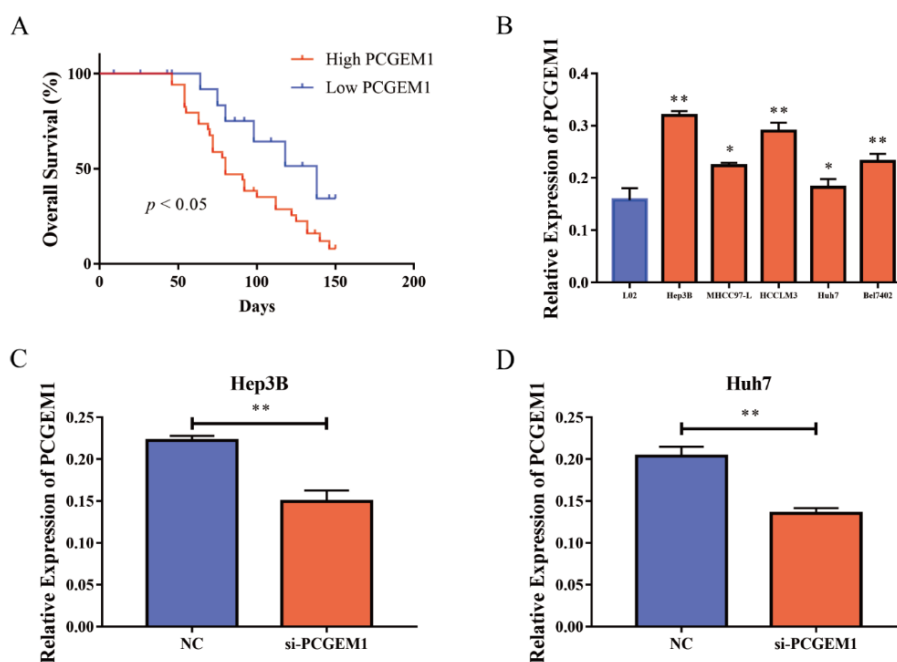 A
High PCGEM1
Low PCGEM1
Overall Survival (%)
100
50
0
p < 0.05
0
50
100
150
200
Days
B
Relative Expression of PCGEM1
0.4
0.3
0.2
0.1
0.0
**
*
**
*
**
L02
Hep3B
MHCC97-L
HCCLM3
Huh7
Bel7402
C
Hep3B
Relative Expression of PCGEM1
0.25
0.20
0.15
0.10
0.05
0.00
**
NC
si-PCGEM1
D
Huh7
Relative Expression of PCGEM1
0.25
0.20
0.15
0.10
0.05
0.00
**
NC
si-PCGEM1